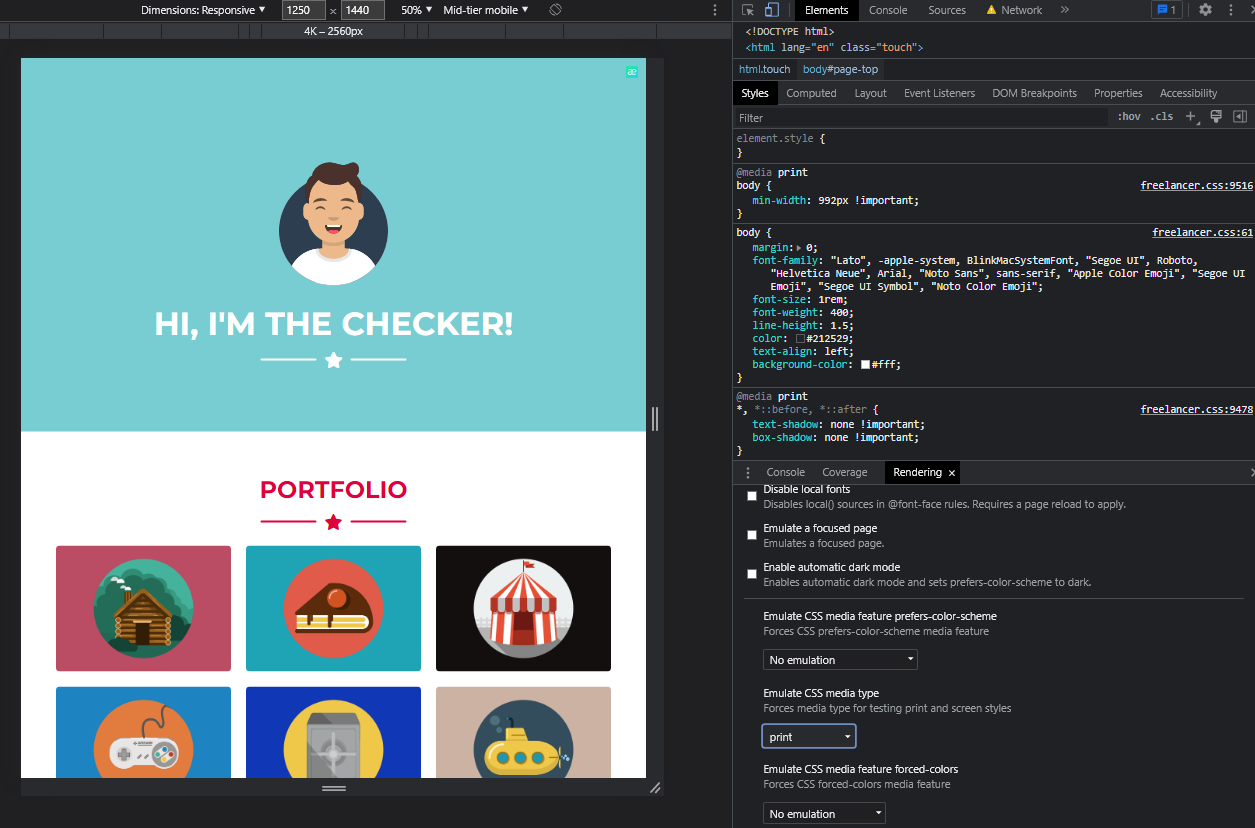 Dimensions: Responsive ▼ 1250 × 1440 50% ▼ Mid-tier mobile ▼
4K – 2560px
æ
HI, I'M THE CHECKER!
PORTFOLIO
Elements Console Sources Network » 1
<!DOCTYPE html>
<html lang="en" class="touch">
html.touch body#page-top
Styles Computed Layout Event Listeners DOM Breakpoints Properties Accessibility
Filter :hov .cls +
element.style {
}
@media print
body { freelancer.css:9516
min-width: 992px !important;
}
body { freelancer.css:61
margin:▸ 0;
font-family: "Lato", -apple-system, BlinkMacSystemFont, "Segoe UI", Roboto,
"Helvetica Neue", Arial, "Noto Sans", sans-serif, "Apple Color Emoji", "Segoe UI
Emoji", "Segoe UI Symbol", "Noto Color Emoji";
font-size: 1rem;
font-weight: 400;
line-height: 1.5;
color: #212529;
text-align: left;
background-color: #fff;
}
@media print
*, *::before, *::after { freelancer.css:9478
text-shadow: none !important;
box-shadow: none !important;
}
Console Coverage Rendering ×
Disable local fonts
Disables local() sources in @font-face rules. Requires a page reload to apply.
Emulate a focused page
Emulates a focused page.
Enable automatic dark mode
Enables automatic dark mode and sets prefers-color-scheme to dark.
Emulate CSS media feature prefers-color-scheme
Forces CSS prefers-color-scheme media feature
No emulation
Emulate CSS media type
Forces media type for testing print and screen styles
print
Emulate CSS media feature forced-colors
Forces CSS forced-colors media feature
No emulation